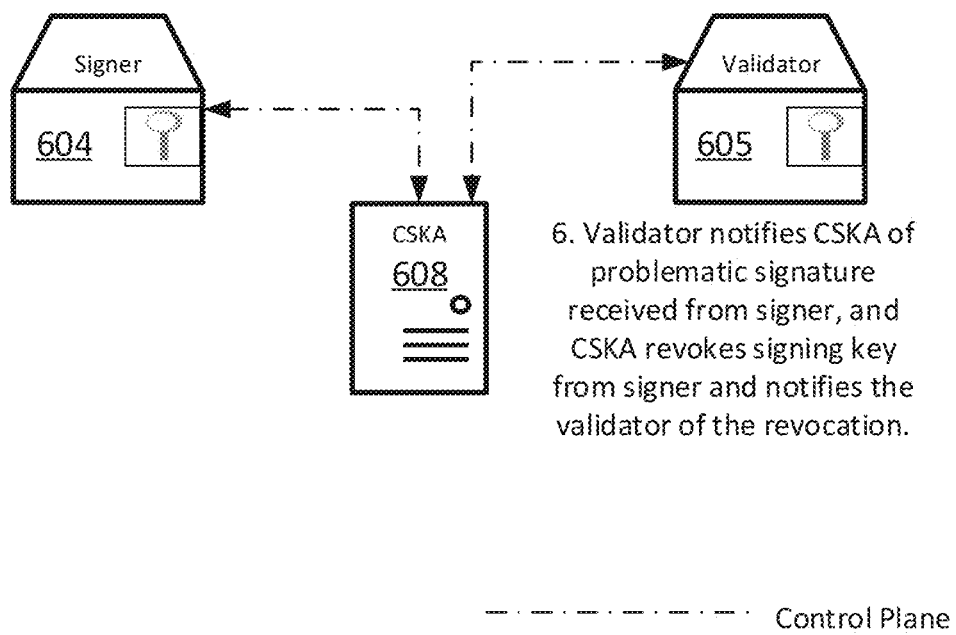 Signer
604
Validator
605
CSKA
608
6. Validator notifies CSKA of
problematic signature
received from signer, and
CSKA revokes signing key
from signer and notifies the
validator of the revocation.
Control Plane